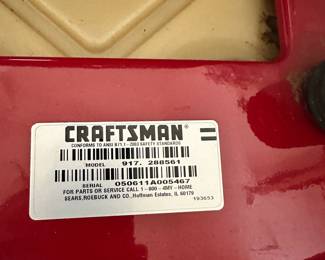 CRAFTSMAN®
CONFORMS TO ANSI B71.1 - 2003 SAFETY STANDARDS
MODEL 917. 288561
SERIAL 050611A005467
FOR PARTS OR SERVICE CALL 1 - 800 - 4MY - HOME
SEARS, ROEBUCK AND CO., Hoffman Estates, IL 60179
193653